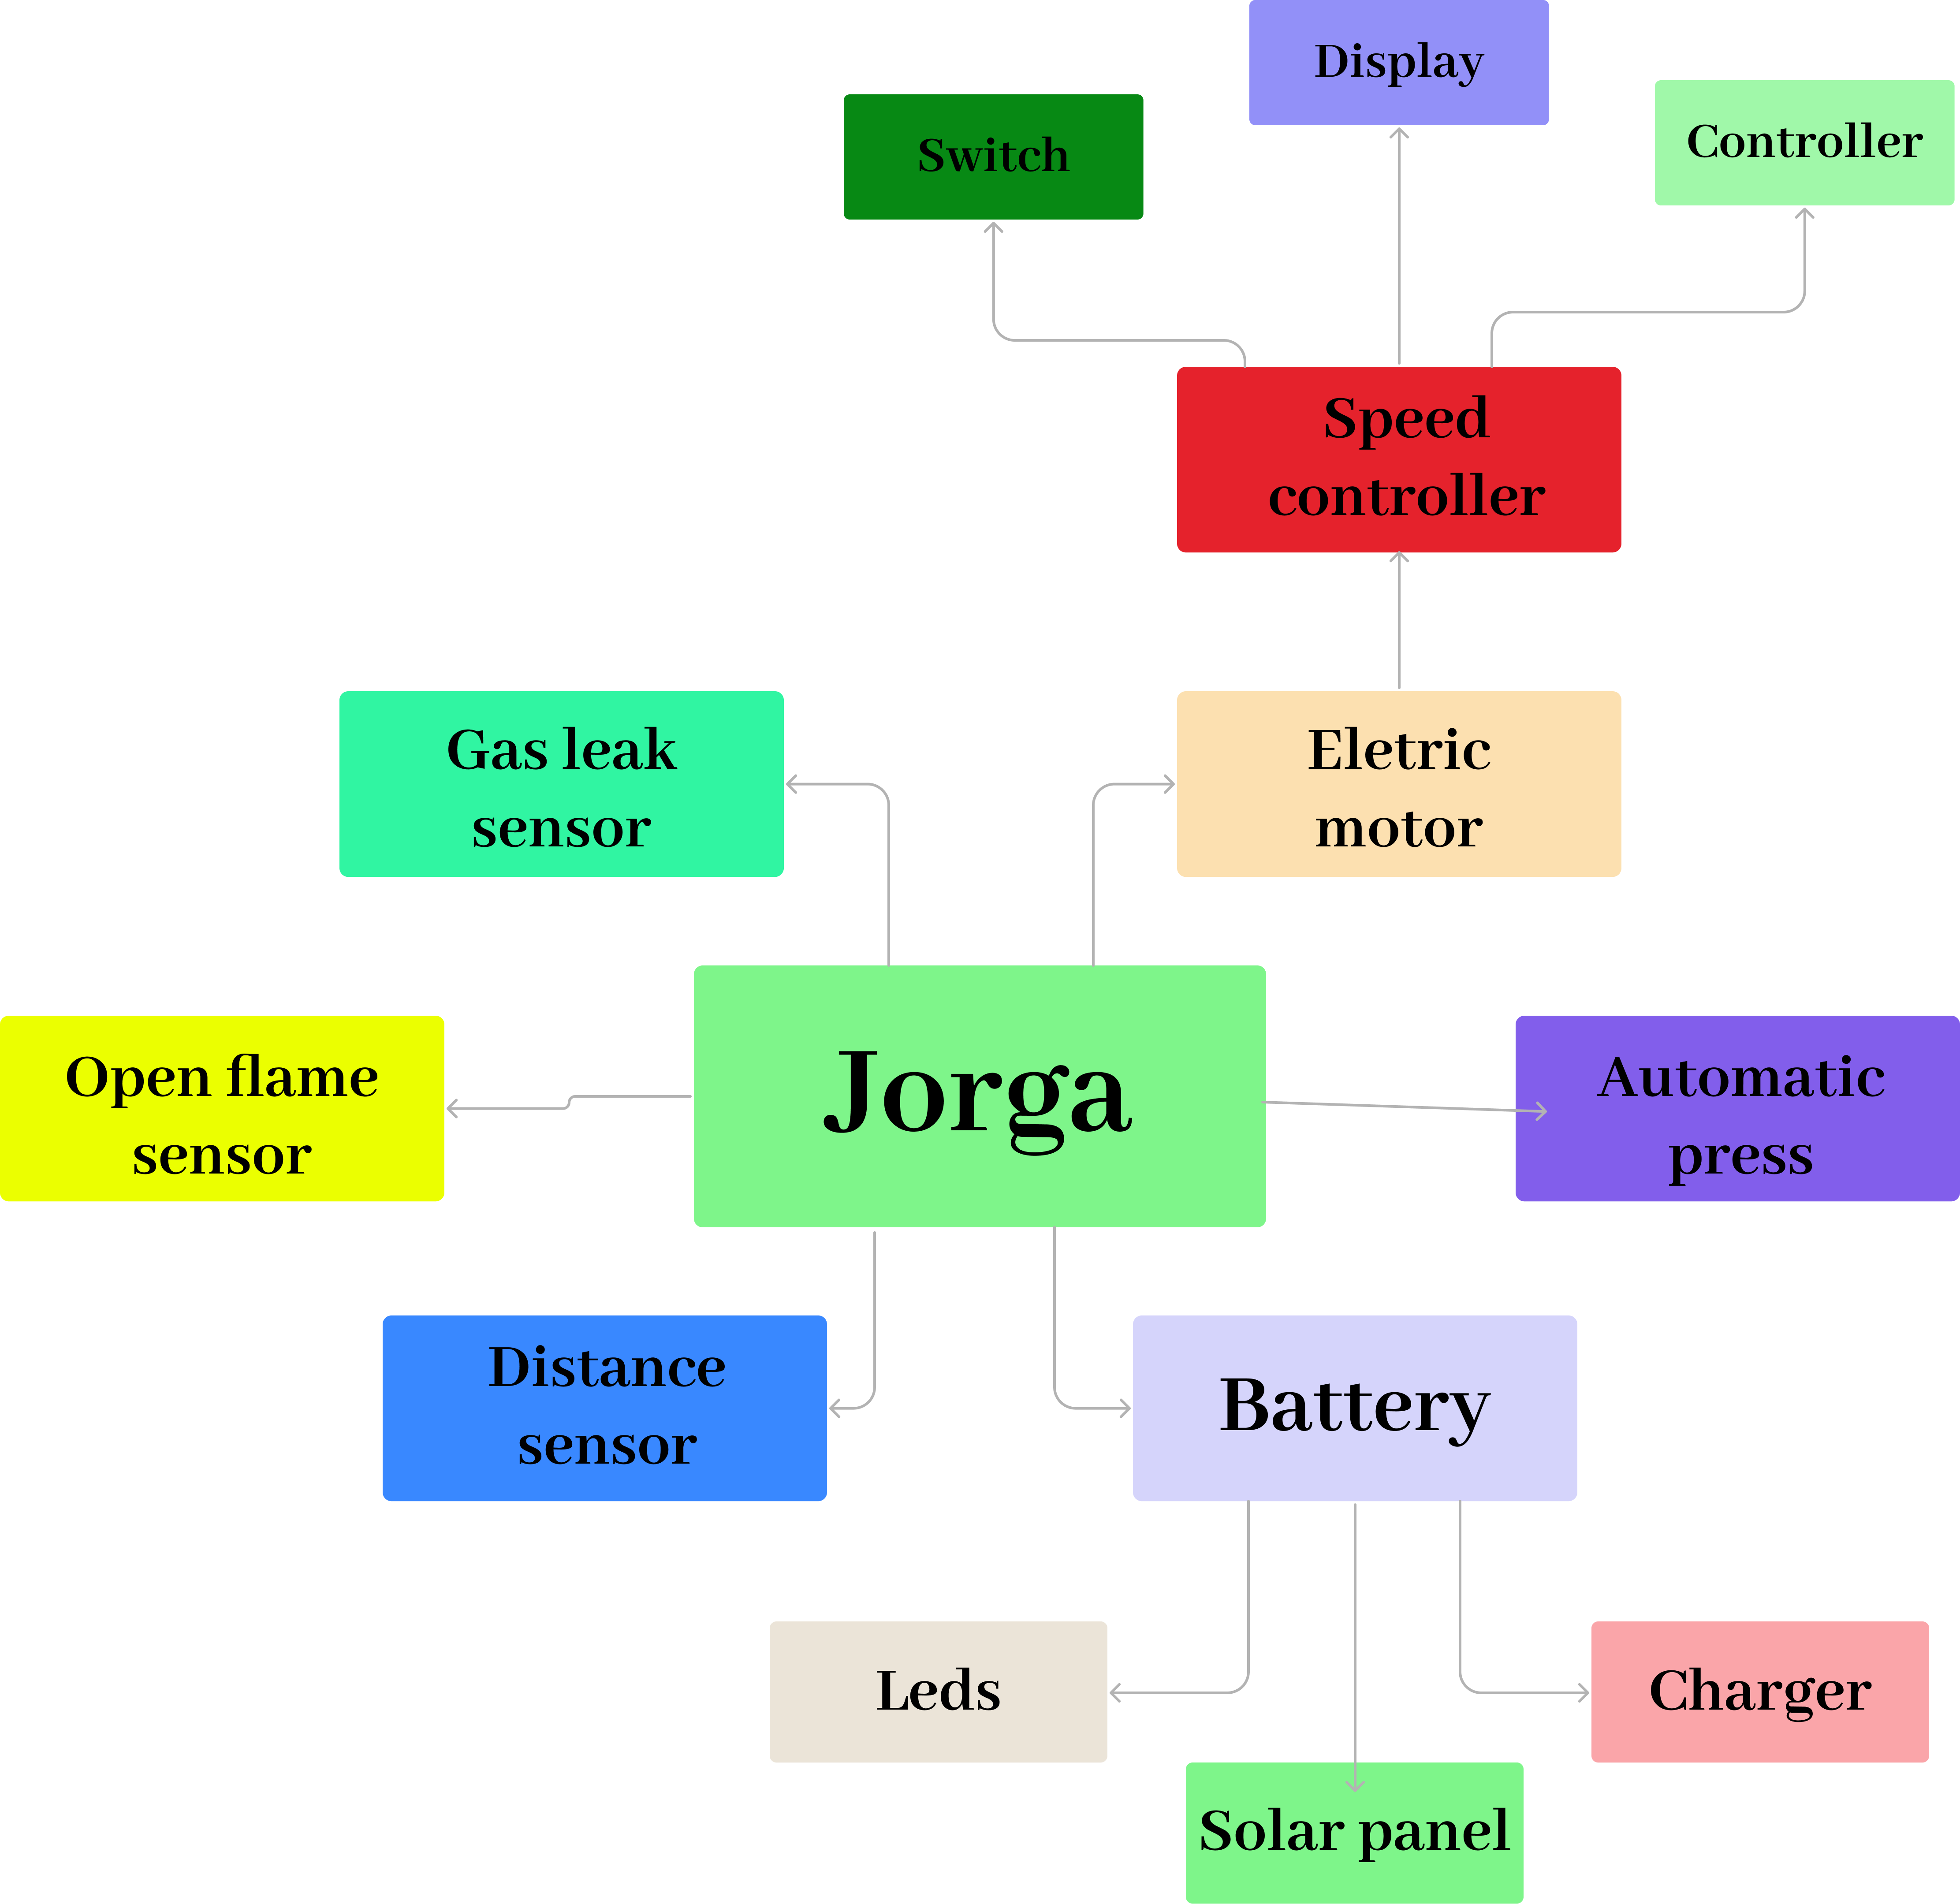 Display
Switch
Controller
Speed
controller
Gas leak
sensor
Eletric
motor
Open flame
sensor
Jorga
Automatic
press
Distance
sensor
Battery
Leds
Charger
Solar panel